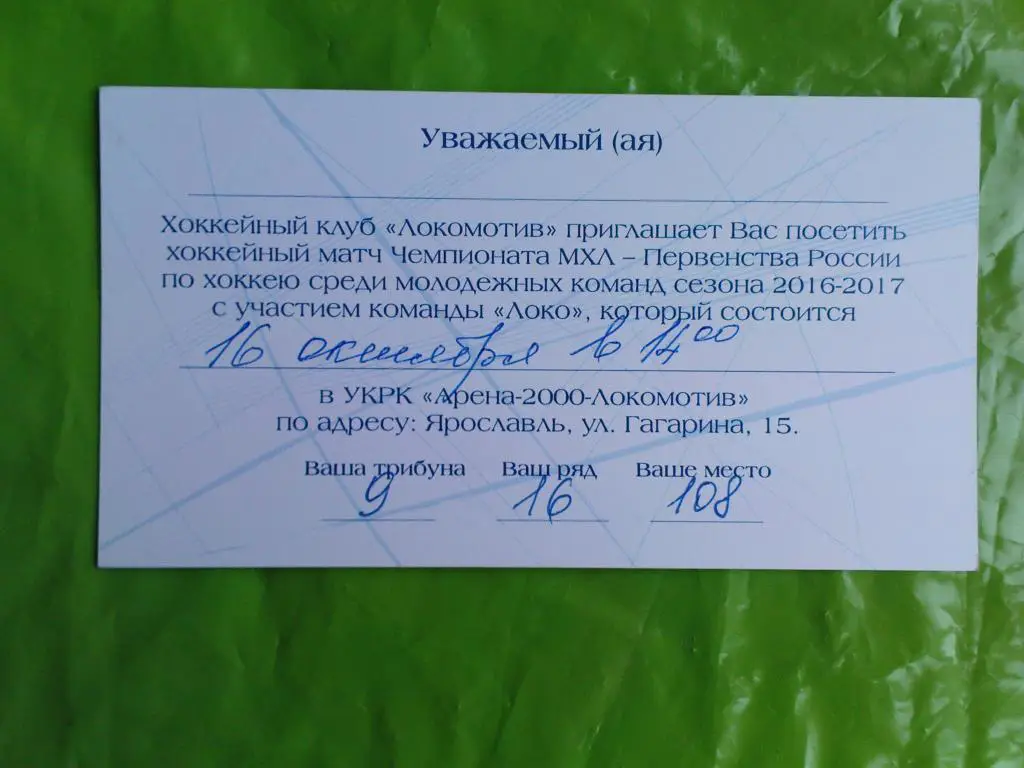 Уважаемый (ая)
Хоккейный клуб «Локомотив» приглашает Вас посетить
хоккейный матч Чемпионата МХЛ – Первенства России
по хоккею среди молодежных команд сезона 2016-2017
с участием команды «Локо», который состоится
16 октября в 14 00
в УКРК «Арена-2000-Локомотив»
по адресу: Ярославль, ул. Гагарина, 15.
Ваша трибуна Ваш ряд Ваше место
9 16 108